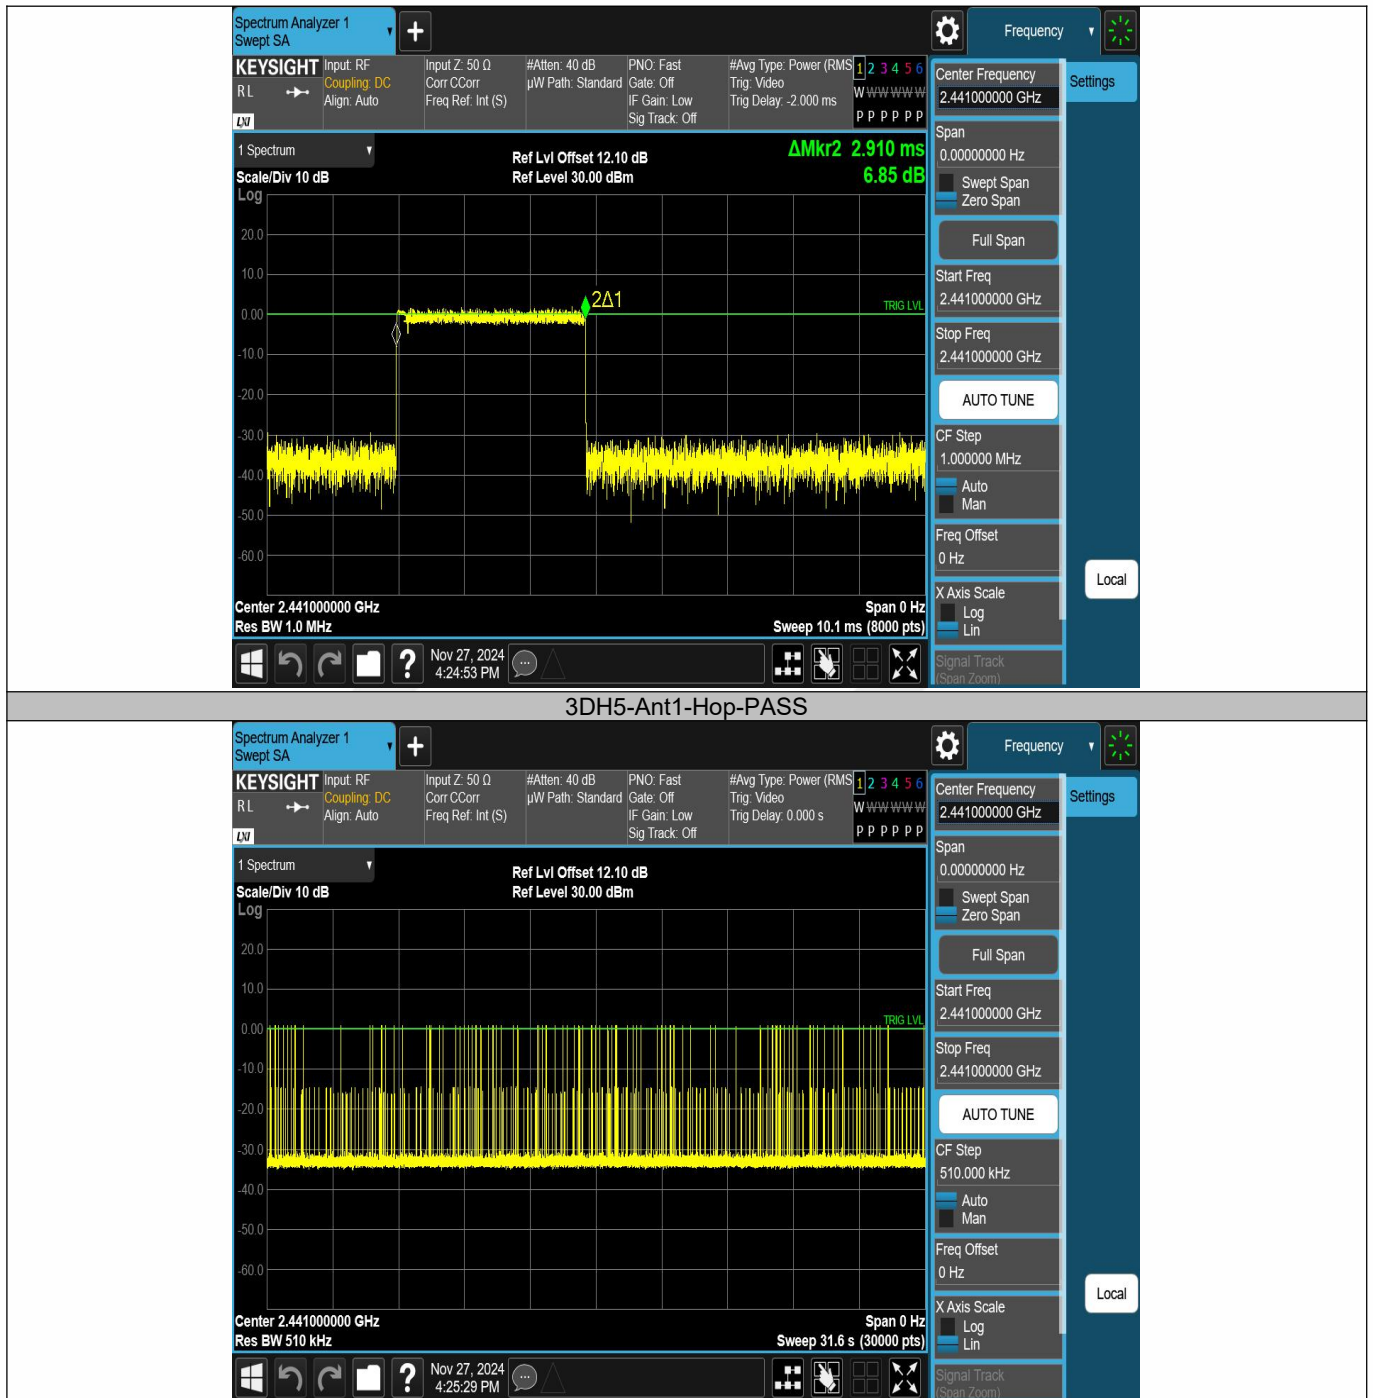 Spectrum Analyzer 1
Swept SA
Frequency
KEYSIGHT
RL
LXI
Input: RF
Coupling: DC
Align: Auto
Input Z: 50 Ω
Corr CCorr
Freq Ref: Int (S)
#Atten: 40 dB
µW Path: Standard
PNO: Fast
Gate: Off
IF Gain: Low
Sig Track: Off
#Avg Type: Power (RMS
Trig: Video
Trig Delay: -2.000 ms
1 2 3 4 5 6
W W W W W W
P P P P P P
Center Frequency
2.441000000 GHz
Settings
1 Spectrum
Scale/Div 10 dB
Log
Ref Lvl Offset 12.10 dB
Ref Level 30.00 dBm
ΔMkr2 2.910 ms
6.85 dB
Span
0.00000000 Hz
Swept Span
Zero Span
Full Span
Start Freq
2.441000000 GHz
Stop Freq
2.441000000 GHz
AUTO TUNE
CF Step
1.000000 MHz
Auto
Man
Freq Offset
0 Hz
X Axis Scale
Log
Lin
Signal Track
(Span Zoom)
Local
20.0
10.0
0.00
-10.0
-20.0
-30.0
-40.0
-50.0
-60.0
2Δ1
TRIG LVL
Center 2.441000000 GHz
Res BW 1.0 MHz
Span 0 Hz
Sweep 10.1 ms (8000 pts)
?
Nov 27, 2024
4:24:53 PM
3DH5-Ant1-Hop-PASS
Spectrum Analyzer 1
Swept SA
Frequency
KEYSIGHT
RL
LXI
Input: RF
Coupling: DC
Align: Auto
Input Z: 50 Ω
Corr CCorr
Freq Ref: Int (S)
#Atten: 40 dB
µW Path: Standard
PNO: Fast
Gate: Off
IF Gain: Low
Sig Track: Off
#Avg Type: Power (RMS
Trig: Video
Trig Delay: 0.000 s
1 2 3 4 5 6
W W W W W W
P P P P P P
Center Frequency
2.441000000 GHz
Settings
1 Spectrum
Scale/Div 10 dB
Log
Ref Lvl Offset 12.10 dB
Ref Level 30.00 dBm
Span
0.00000000 Hz
Swept Span
Zero Span
Full Span
Start Freq
2.441000000 GHz
Stop Freq
2.441000000 GHz
AUTO TUNE
CF Step
510.000 kHz
Auto
Man
Freq Offset
0 Hz
X Axis Scale
Log
Lin
Signal Track
(Span Zoom)
Local
20.0
10.0
0.00
-10.0
-20.0
-30.0
-40.0
-50.0
-60.0
TRIG LVL
Center 2.441000000 GHz
Res BW 510 kHz
Span 0 Hz
Sweep 31.6 s (30000 pts)
?
Nov 27, 2024
4:25:29 PM